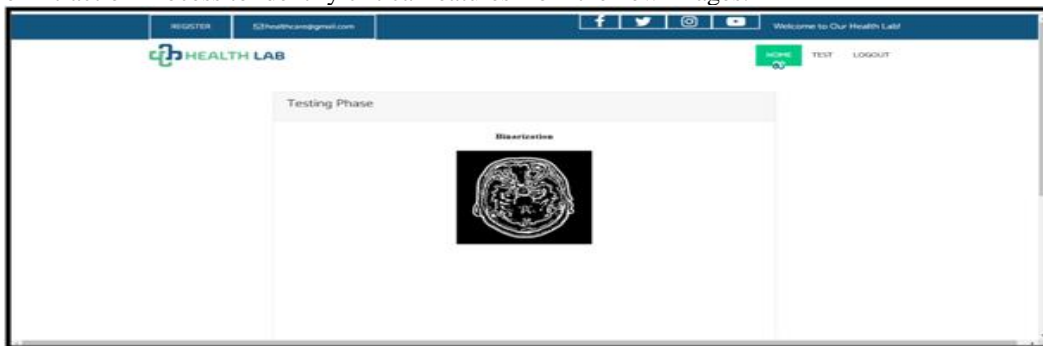 REGISTER healthcare@gmail.com Welcome to Our Health Lab!
HEALTH LAB HOME TEST LOGOUT
Testing Phase
Binarization